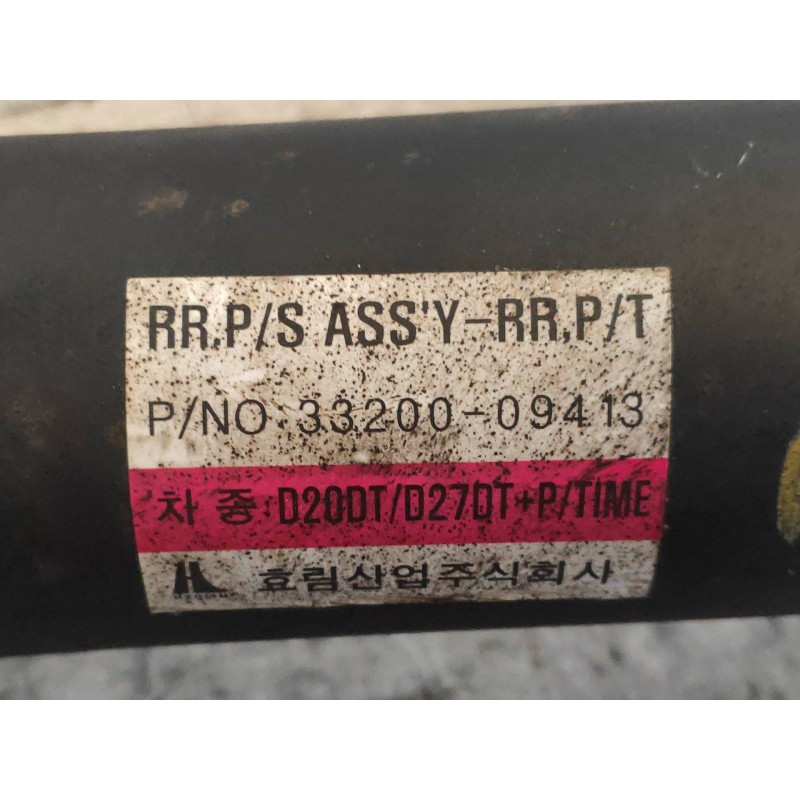 RR.P/S ASS'Y-RR.P/T
P/NO 33200-09413
차 종: D20DT/D27DT+P/TIME
효림산업주식회사